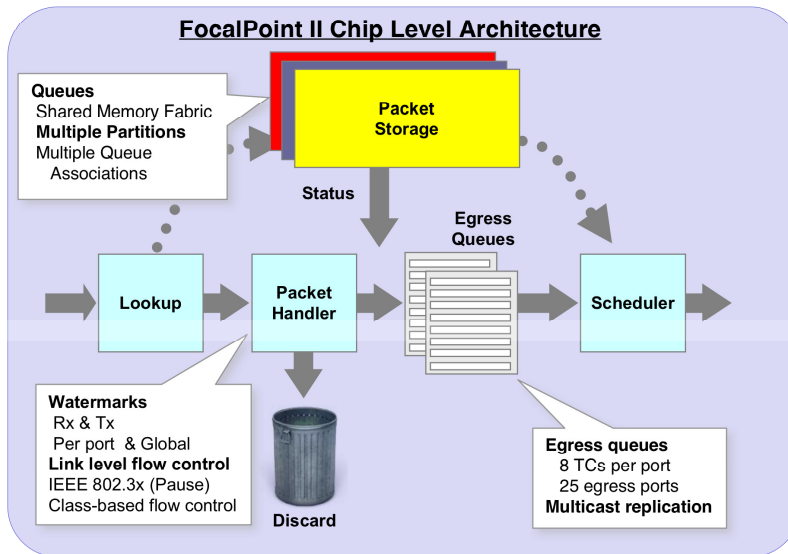 FocalPoint II Chip Level Architecture
Queues
Shared Memory Fabric
Multiple Partitions
Multiple Queue
Associations
Packet
Storage
Status
Egress
Queues
Lookup
Packet
Handler
Scheduler
Watermarks
Rx & Tx
Per port & Global
Link level flow control
IEEE 802.3x (Pause)
Class-based flow control
Discard
Egress queues
8 TCs per port
25 egress ports
Multicast replication